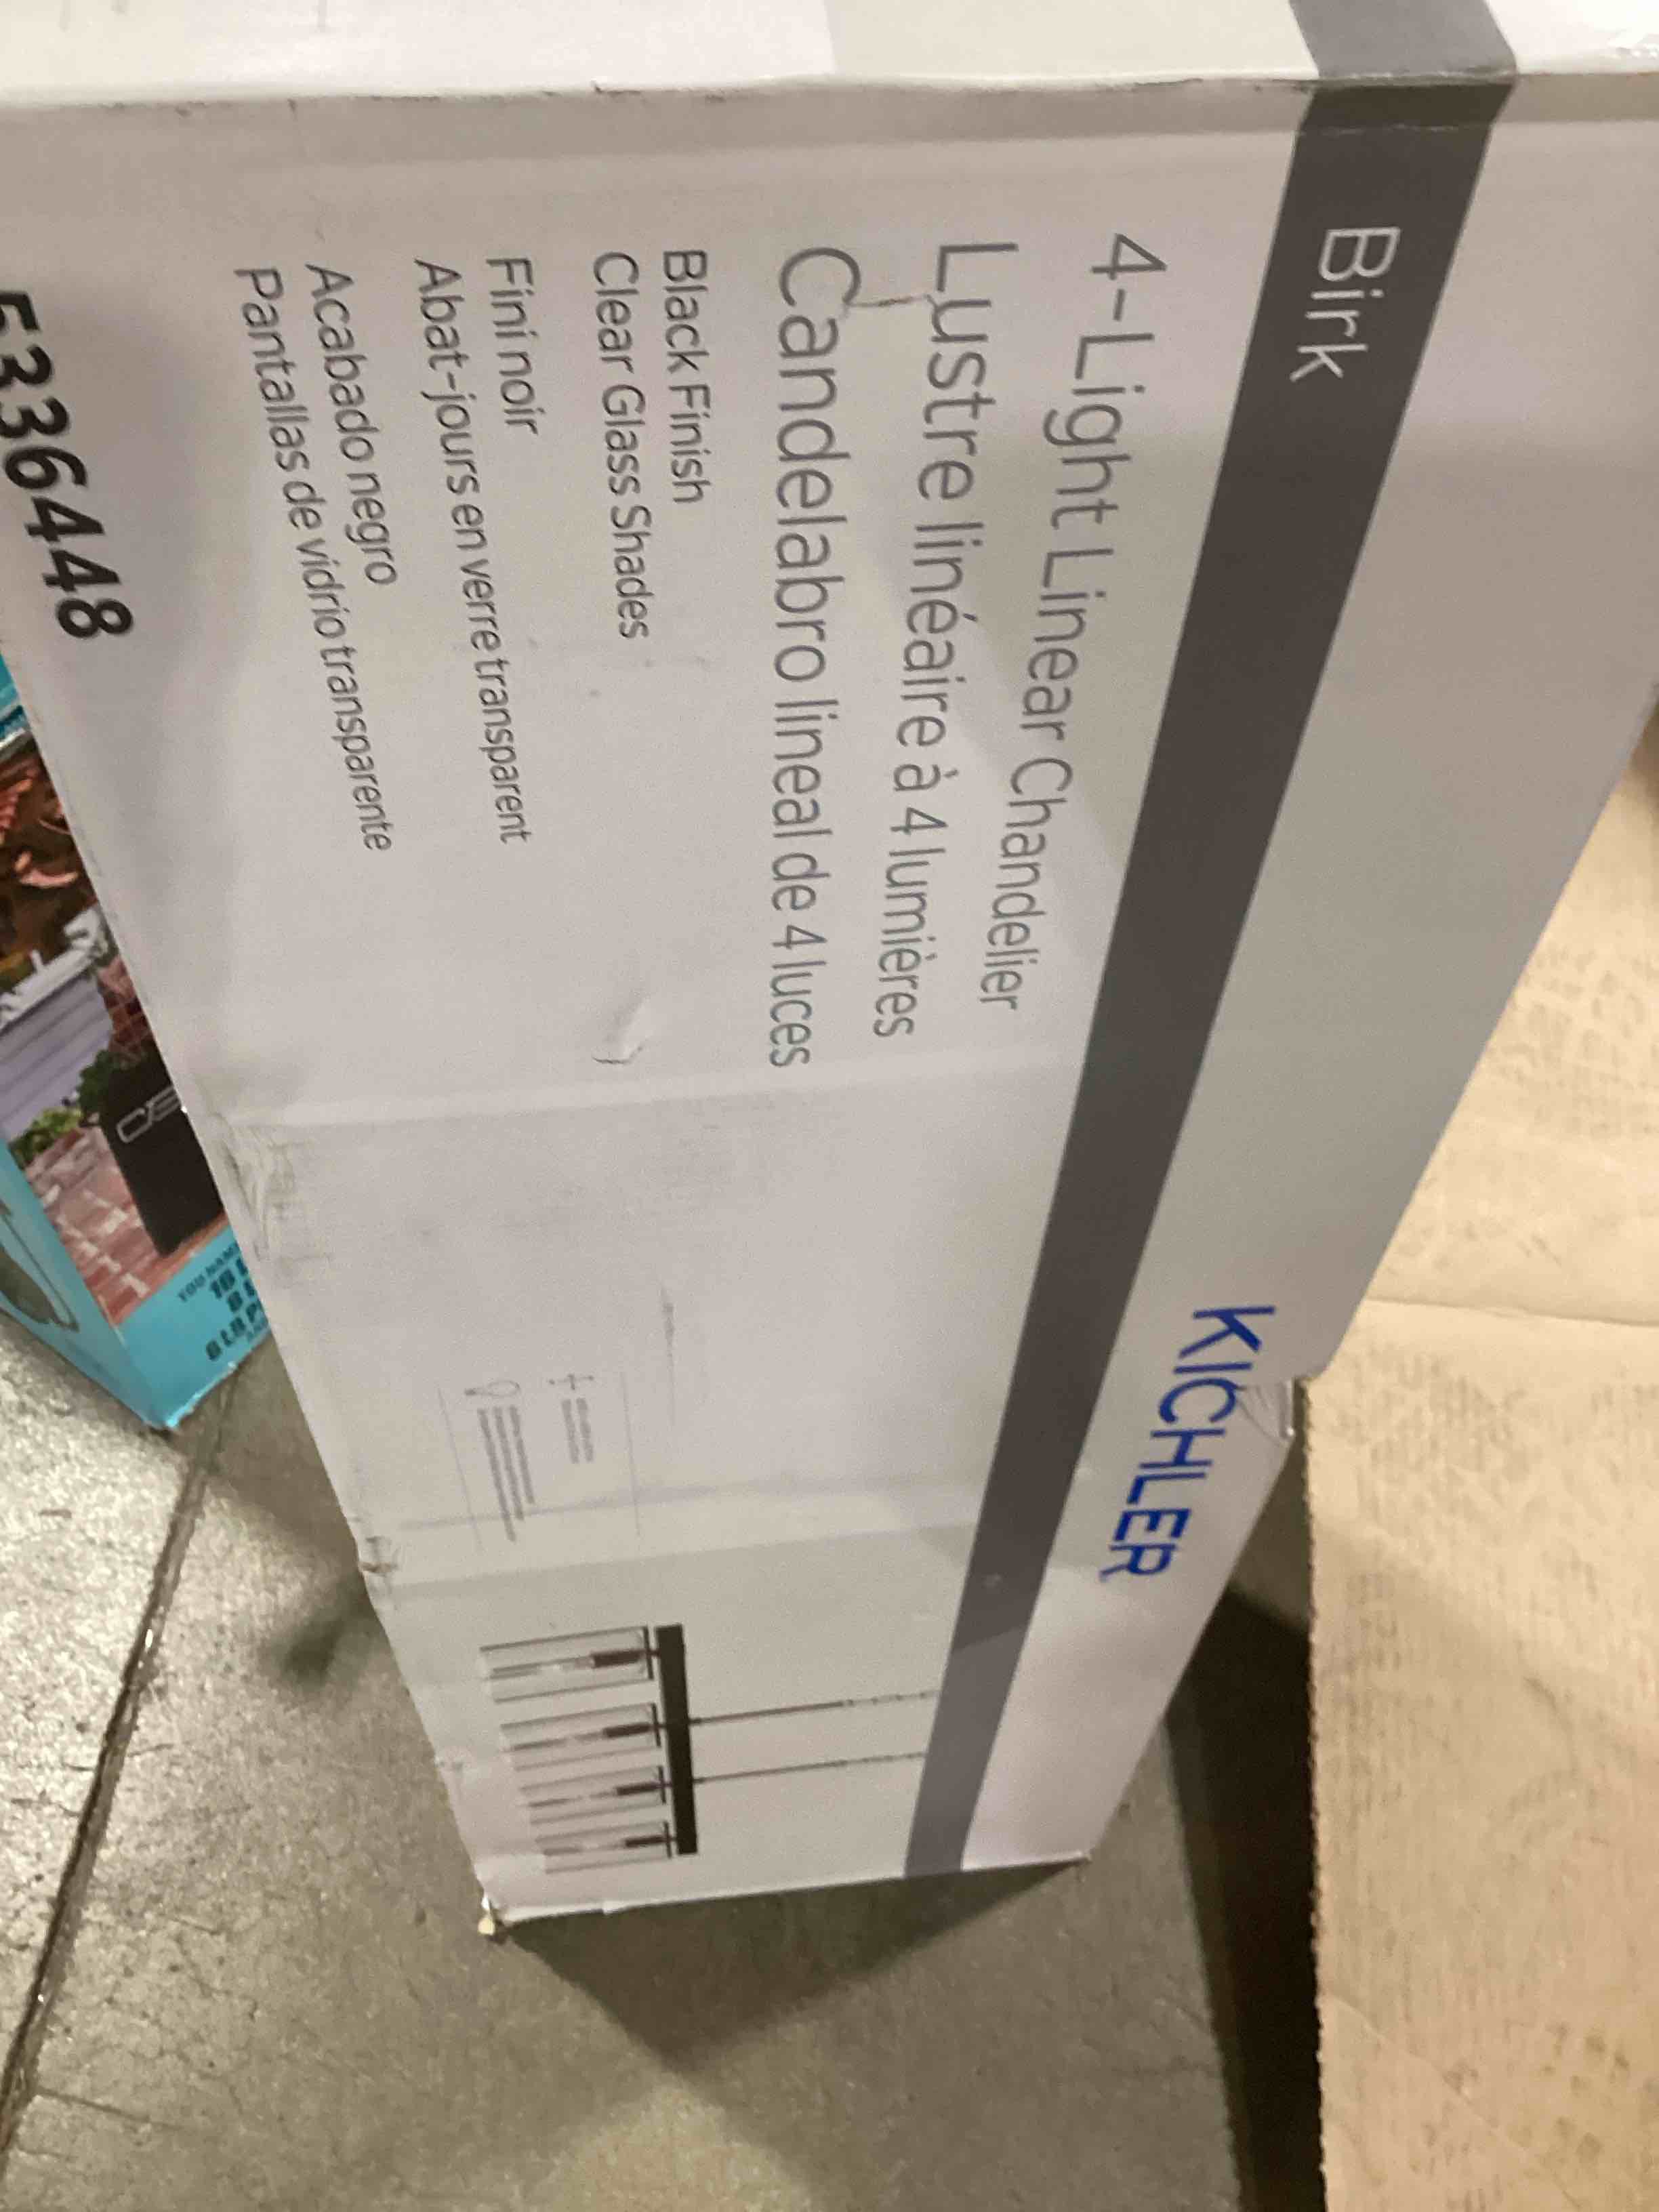 Birk
KICHLER
4-Light Linear Chandelier
Lustre linéaire à 4 lumières
Candelabro lineal de 4 luces
Black Finish
Clear Glass Shades
Fini noir
Abat-jours en verre transparent
Acabado negro
Pantallas de vidrio transparente
5336448